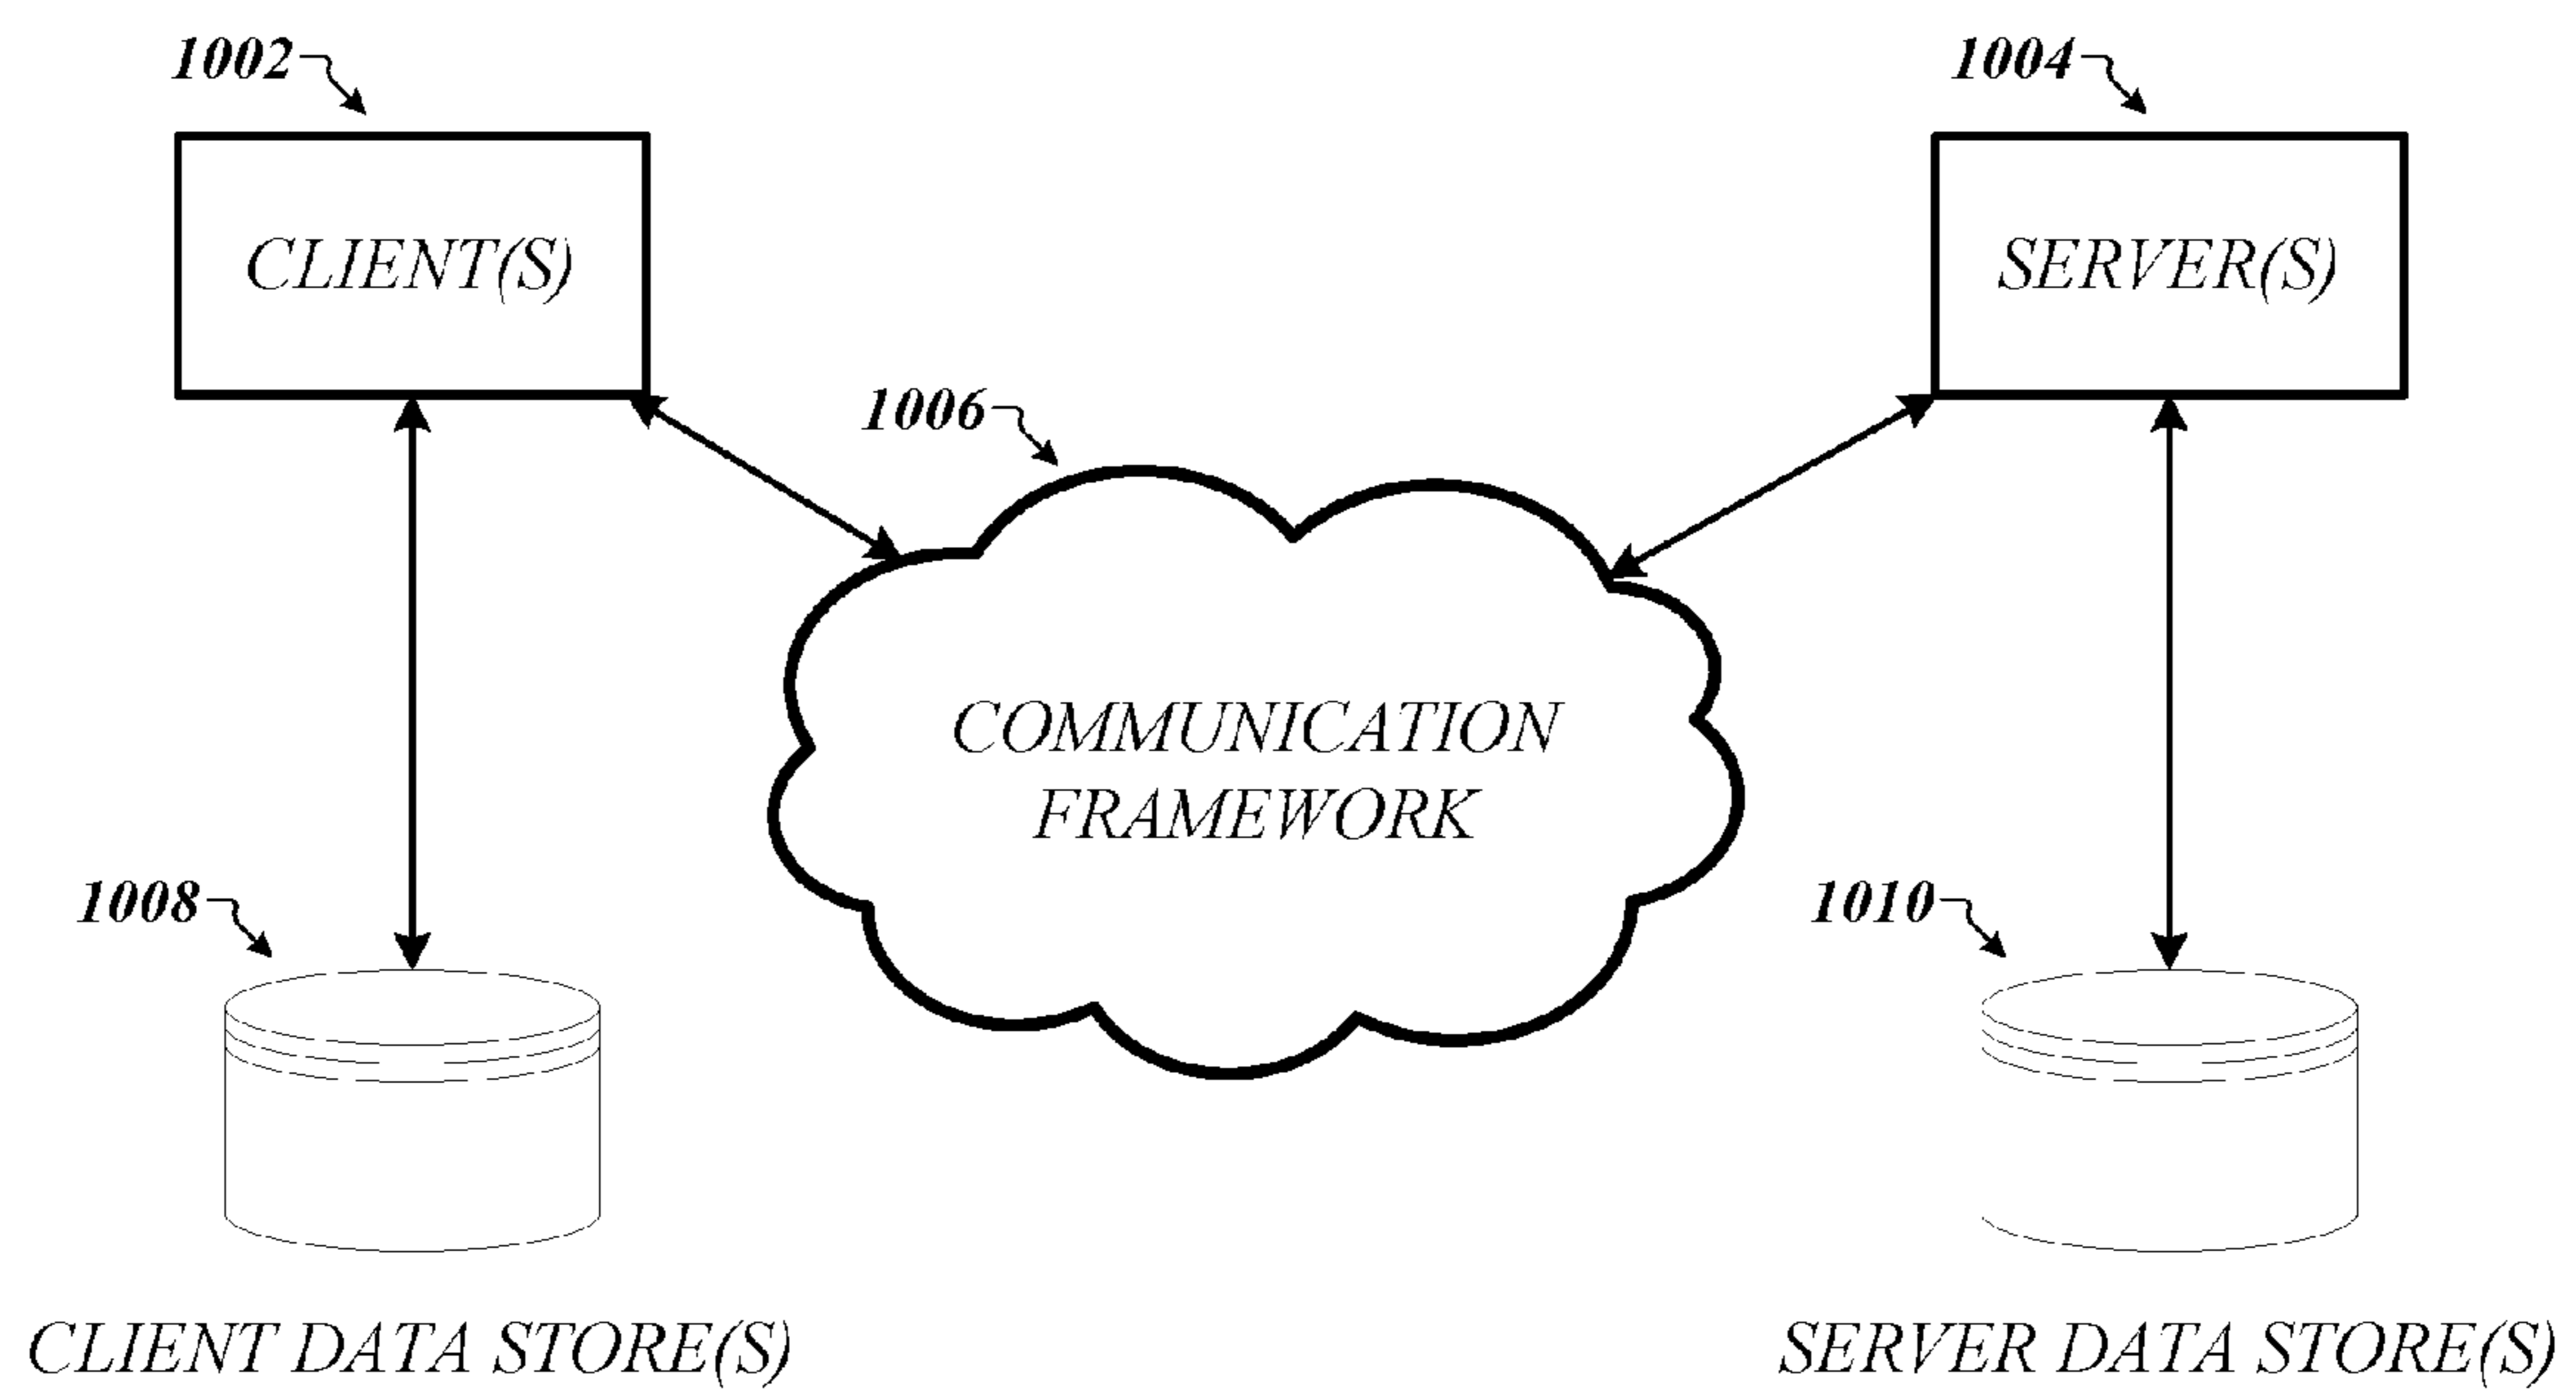 1002
1004
CLIENT(S)
SERVER(S)
1006
COMMUNICATION
FRAMEWORK
1008
1010
CLIENT DATA STORE(S)
SERVER DATA STORE(S)